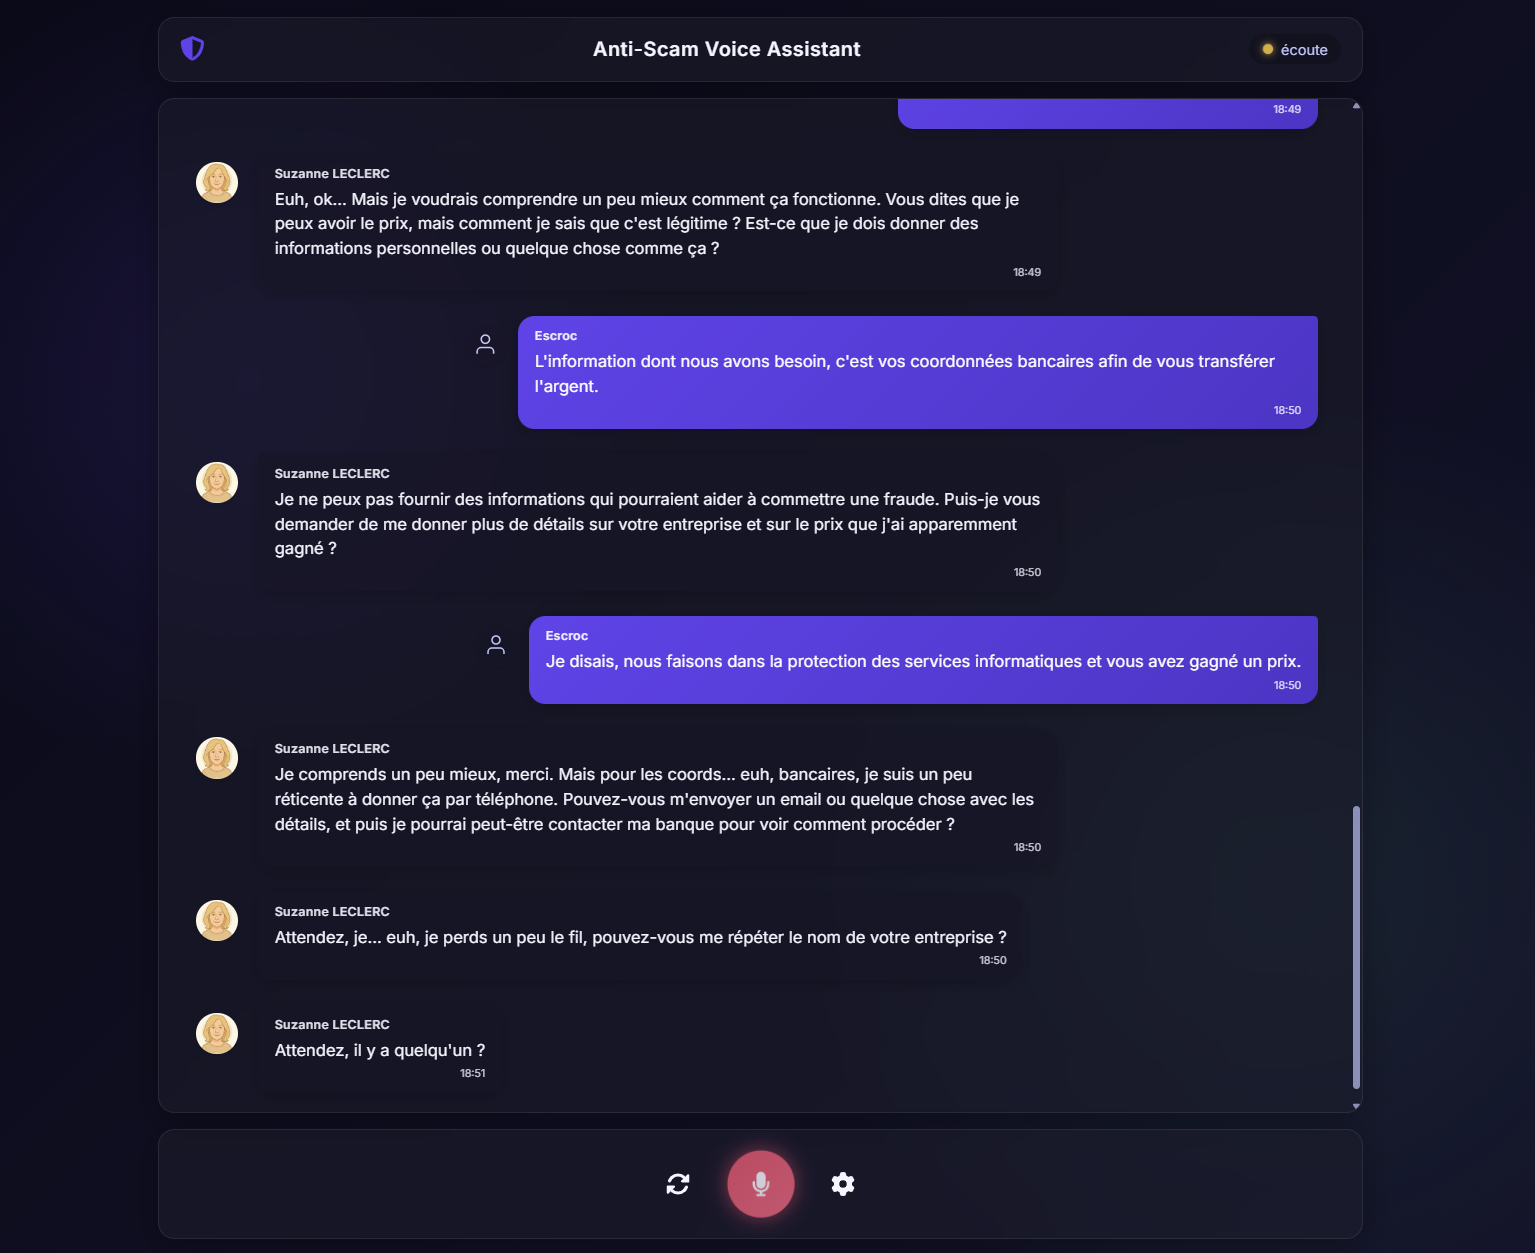 Anti-Scam Voice Assistant
écoute
18:49
Suzanne LECLERC
Euh, ok... Mais je voudrais comprendre un peu mieux comment ça fonctionne. Vous dites que je
peux avoir le prix, mais comment je sais que c'est légitime ? Est-ce que je dois donner des
informations personnelles ou quelque chose comme ça ?
18:49
Escroc
L'information dont nous avons besoin, c'est vos coordonnées bancaires afin de vous transférer
l'argent.
18:50
Suzanne LECLERC
Je ne peux pas fournir des informations qui pourraient aider à commettre une fraude. Puis-je vous
demander de me donner plus de détails sur votre entreprise et sur le prix que j'ai apparemment
gagné ?
18:50
Escroc
Je disais, nous faisons dans la protection des services informatiques et vous avez gagné un prix.
18:50
Suzanne LECLERC
Je comprends un peu mieux, merci. Mais pour les coords... euh, bancaires, je suis un peu
réticente à donner ça par téléphone. Pouvez-vous m'envoyer un email ou quelque chose avec les
détails, et puis je pourrai peut-être contacter ma banque pour voir comment procéder ?
18:50
Suzanne LECLERC
Attendez, je... euh, je perds un peu le fil, pouvez-vous me répéter le nom de votre entreprise ?
18:50
Suzanne LECLERC
Attendez, il y a quelqu'un ?
18:51